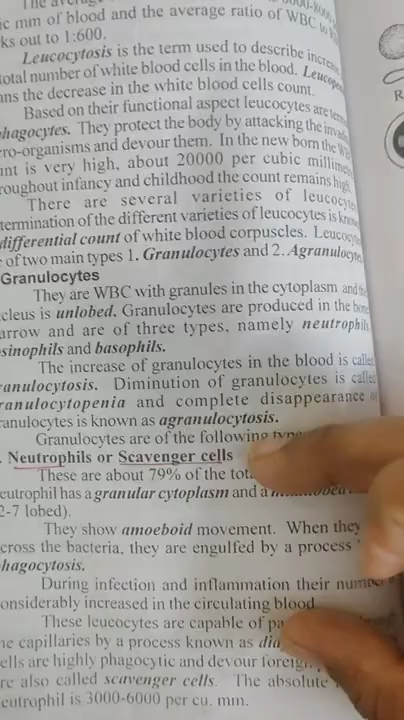 The average
ic mm of blood and the average ratio of WBC to
ks out to 1:600.
Leucocytosis is the term used to describe increase
total number of white blood cells in the blood. Leucopen
ns the decrease in the white blood cells count.
Based on their functional aspect leucocytes are
phagocytes. They protect the body by attacking the
ro-organisms and devour them. In the new born the
nt is very high, about 20000 per cubic millime
roughout infancy and childhood the count remains high
There are several varieties of leucocy
termination of the different varieties of leucocytes is
differential count of white blood corpuscles. Leucoc
of two main types 1. Granulocytes and 2. Agranulocyte
Granulocytes
They are WBC with granules in the cytoplasm and
cleus is unlobed. Granulocytes are produced in the
arrow and are of three types, namely neutrophil
sinophils and basophils.
The increase of granulocytes in the blood is called
anulocytosis. Diminution of granulocytes is called
ranulocytopenia and complete disappearance
anulocytes is known as agranulocytosis.
Granulocytes are of the following
. Neutrophils or Scavenger cells
These are about 79% of the
eutrophil has a granular cytoplasm and a
2-7 lobed).
They show amoeboid movement. When they
cross the bacteria, they are engulfed by a process
hagocytosis.
During infection and inflammation their number
onsiderably increased in the circulating blood
These leucocytes are capable of
he capillaries by a process known as
ells are highly phagocytic and devour foreign
re also called scavenger cells. The absolute
eutrophil is 3000-6000 per cu. mm.
R